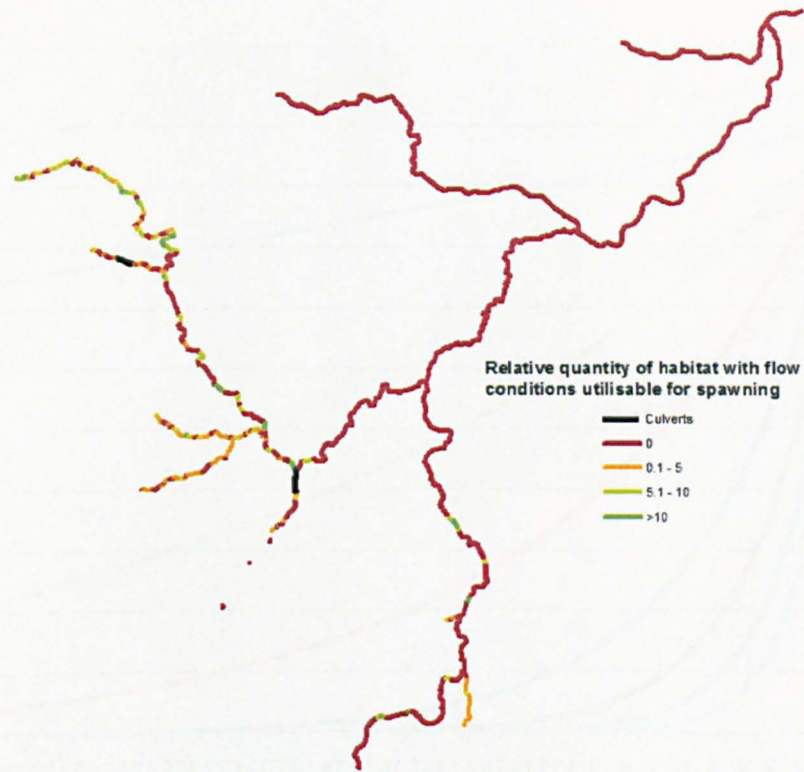 Relative quantity of habitat with flow
conditions utilisable for spawning
Culverts
0
0.1 - 5
5.1 - 10
>10